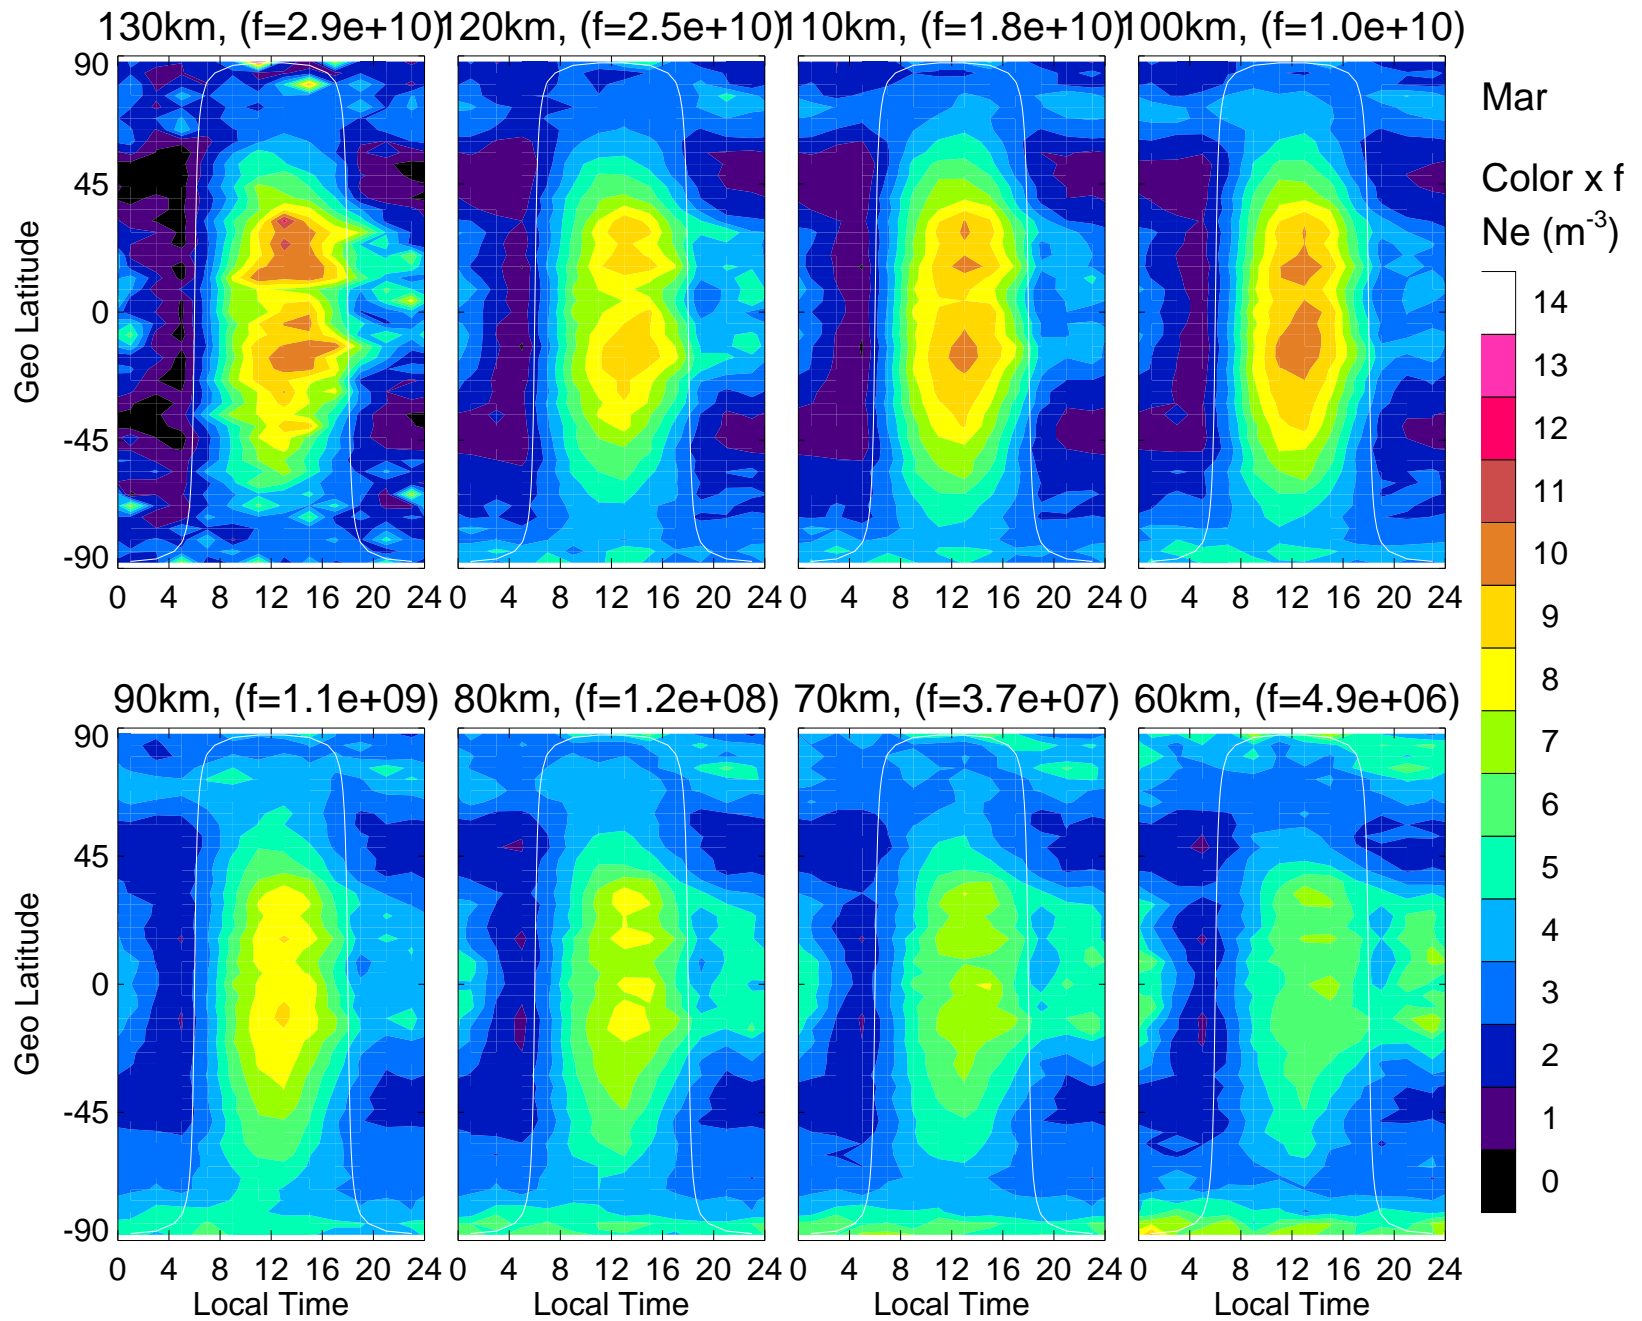 130km, (f=2.9e+10)
120km, (f=2.5e+10)
110km, (f=1.8e+10)
100km, (f=1.0e+10)
Geo Latitude
90
45
0
-45
-90
0 4 8 12 16 20 24
0 4 8 12 16 20 24
0 4 8 12 16 20 24
0 4 8 12 16 20 24
90km, (f=1.1e+09)
80km, (f=1.2e+08)
70km, (f=3.7e+07)
60km, (f=4.9e+06)
Geo Latitude
90
45
0
-45
-90
0 4 8 12 16 20 24
0 4 8 12 16 20 24
0 4 8 12 16 20 24
0 4 8 12 16 20 24
Local Time
Local Time
Local Time
Local Time
Mar
Color x f
Ne (m⁻³)
14
13
12
11
10
9
8
7
6
5
4
3
2
1
0